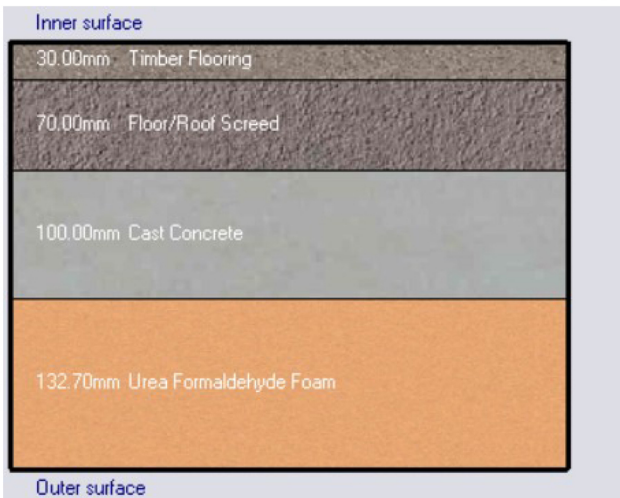 Inner surface
30.00mm Timber Flooring
70.00mm Floor/Roof Screed
100.00mm Cast Concrete
132.70mm Urea Formaldehyde Foam
Outer surface